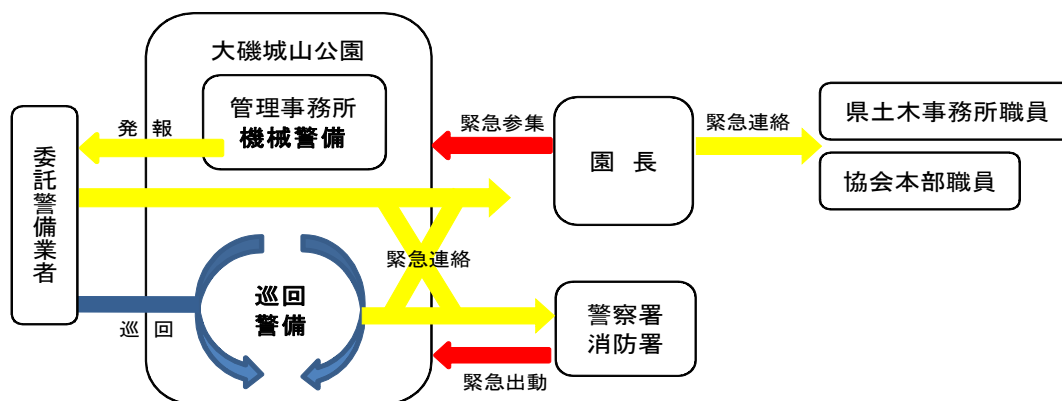 大磯城山公園
管理事務所
機械警備
発 報
委託警備業者
緊急参集
園 長
緊急連絡
県土木事務所職員
協会本部職員
緊急連絡
巡回
警備
巡 回
警察署
消防署
緊急出動